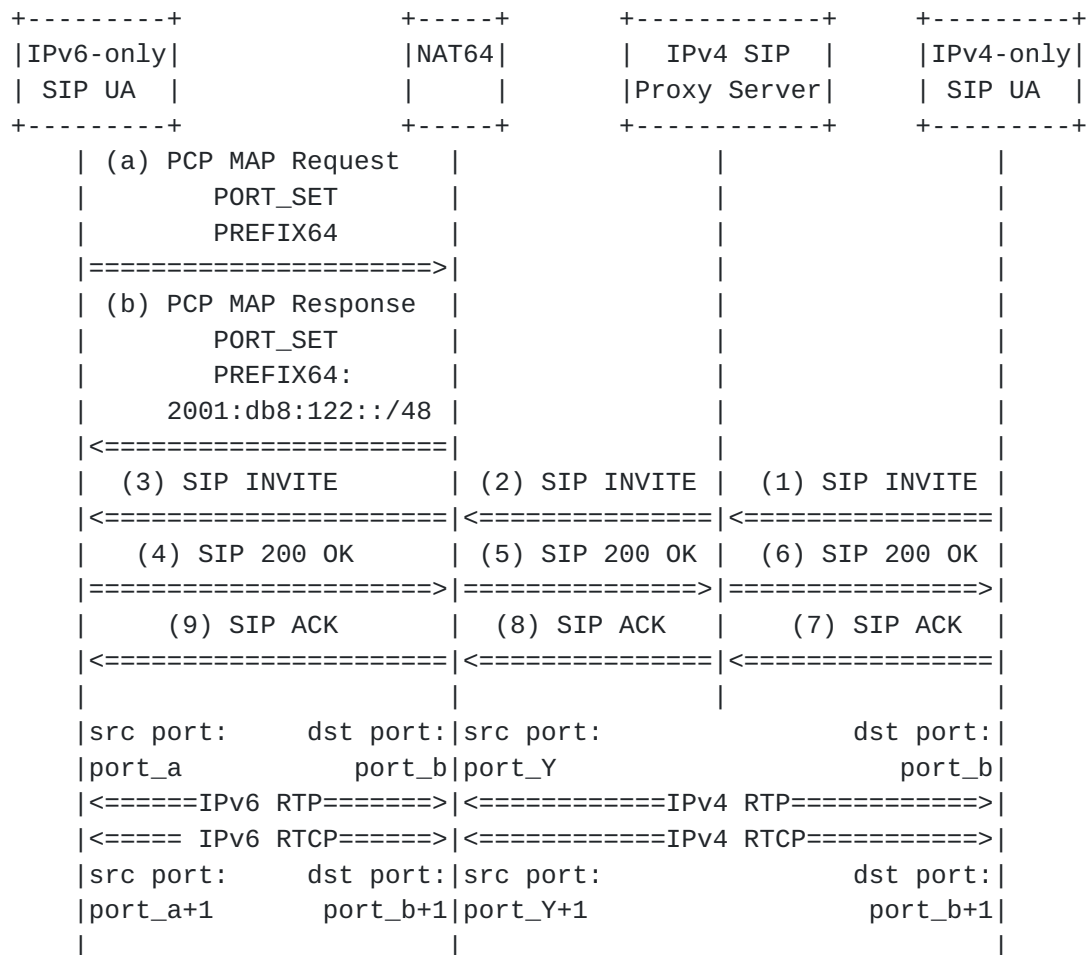 +---------+              +-----+       +------------+     +---------+
|IPv6-only|              |NAT64|       |  IPv4 SIP  |     |IPv4-only|
| SIP UA  |              |     |       |Proxy Server|     | SIP UA  |
+---------+              +-----+       +------------+     +---------+
    | (a) PCP MAP Request   |                |                 |
    |       PORT_SET        |                |                 |
    |       PREFIX64        |                |                 |
    |======================>|                |                 |
    | (b) PCP MAP Response  |                |                 |
    |       PORT_SET        |                |                 |
    |       PREFIX64:       |                |                 |
    |    2001:db8:122::/48 |                |                 |
    |<======================|                |                 |
    |  (3) SIP INVITE       | (2) SIP INVITE |  (1) SIP INVITE |
    |<======================|<===============|<================|
    |   (4) SIP 200 OK      | (5) SIP 200 OK |  (6) SIP 200 OK |
    |======================>|===============>|================>|
    |     (9) SIP ACK       |  (8) SIP ACK   |    (7) SIP ACK  |
    |<======================|<===============|<================|
    |                       |                |                 |
    |src port:     dst port:|src port:                dst port:|
    |port_a           port_b|port_Y                      port_b|
    |<======IPv6 RTP=======>|<============IPv4 RTP============>|
    |<===== IPv6 RTCP======>|<============IPv4 RTCP===========>|
    |src port:     dst port:|src port:                dst port:|
    |port_a+1       port_b+1|port_Y+1                  port_b+1|
    |                       |                                  |